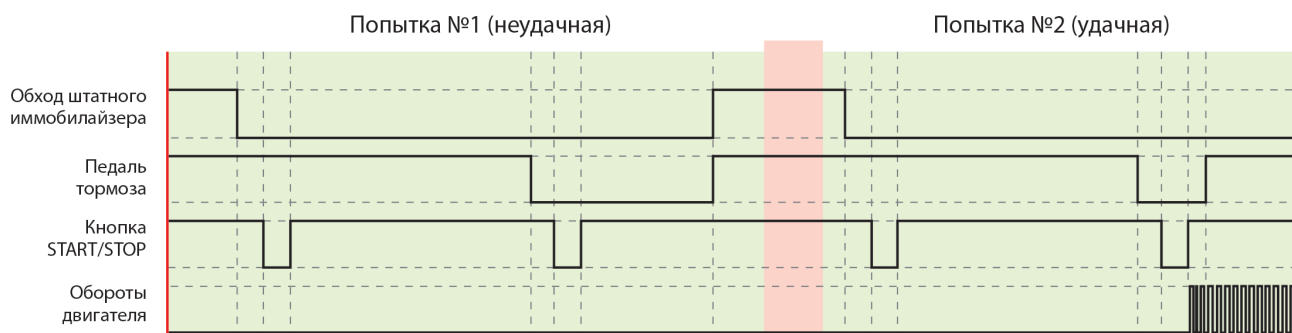 Попытка №1 (неудачная)
Попытка №2 (удачная)
Обход штатного
иммобилайзера
Педаль
тормоза
Кнопка
START/STOP
Обороты
двигателя